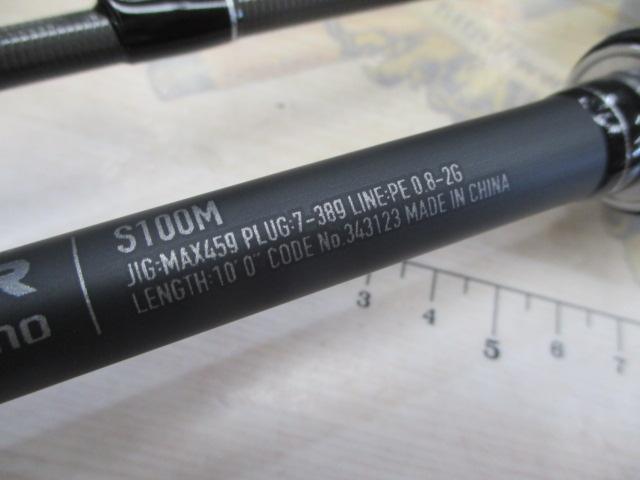 R
no
S100M
JIG:MAX45g PLUG:7-38g LINE:PE 0.8-2G
LENGTH:10'0" CODE No.343123 MADE IN CHINA
3 4 5 6 7